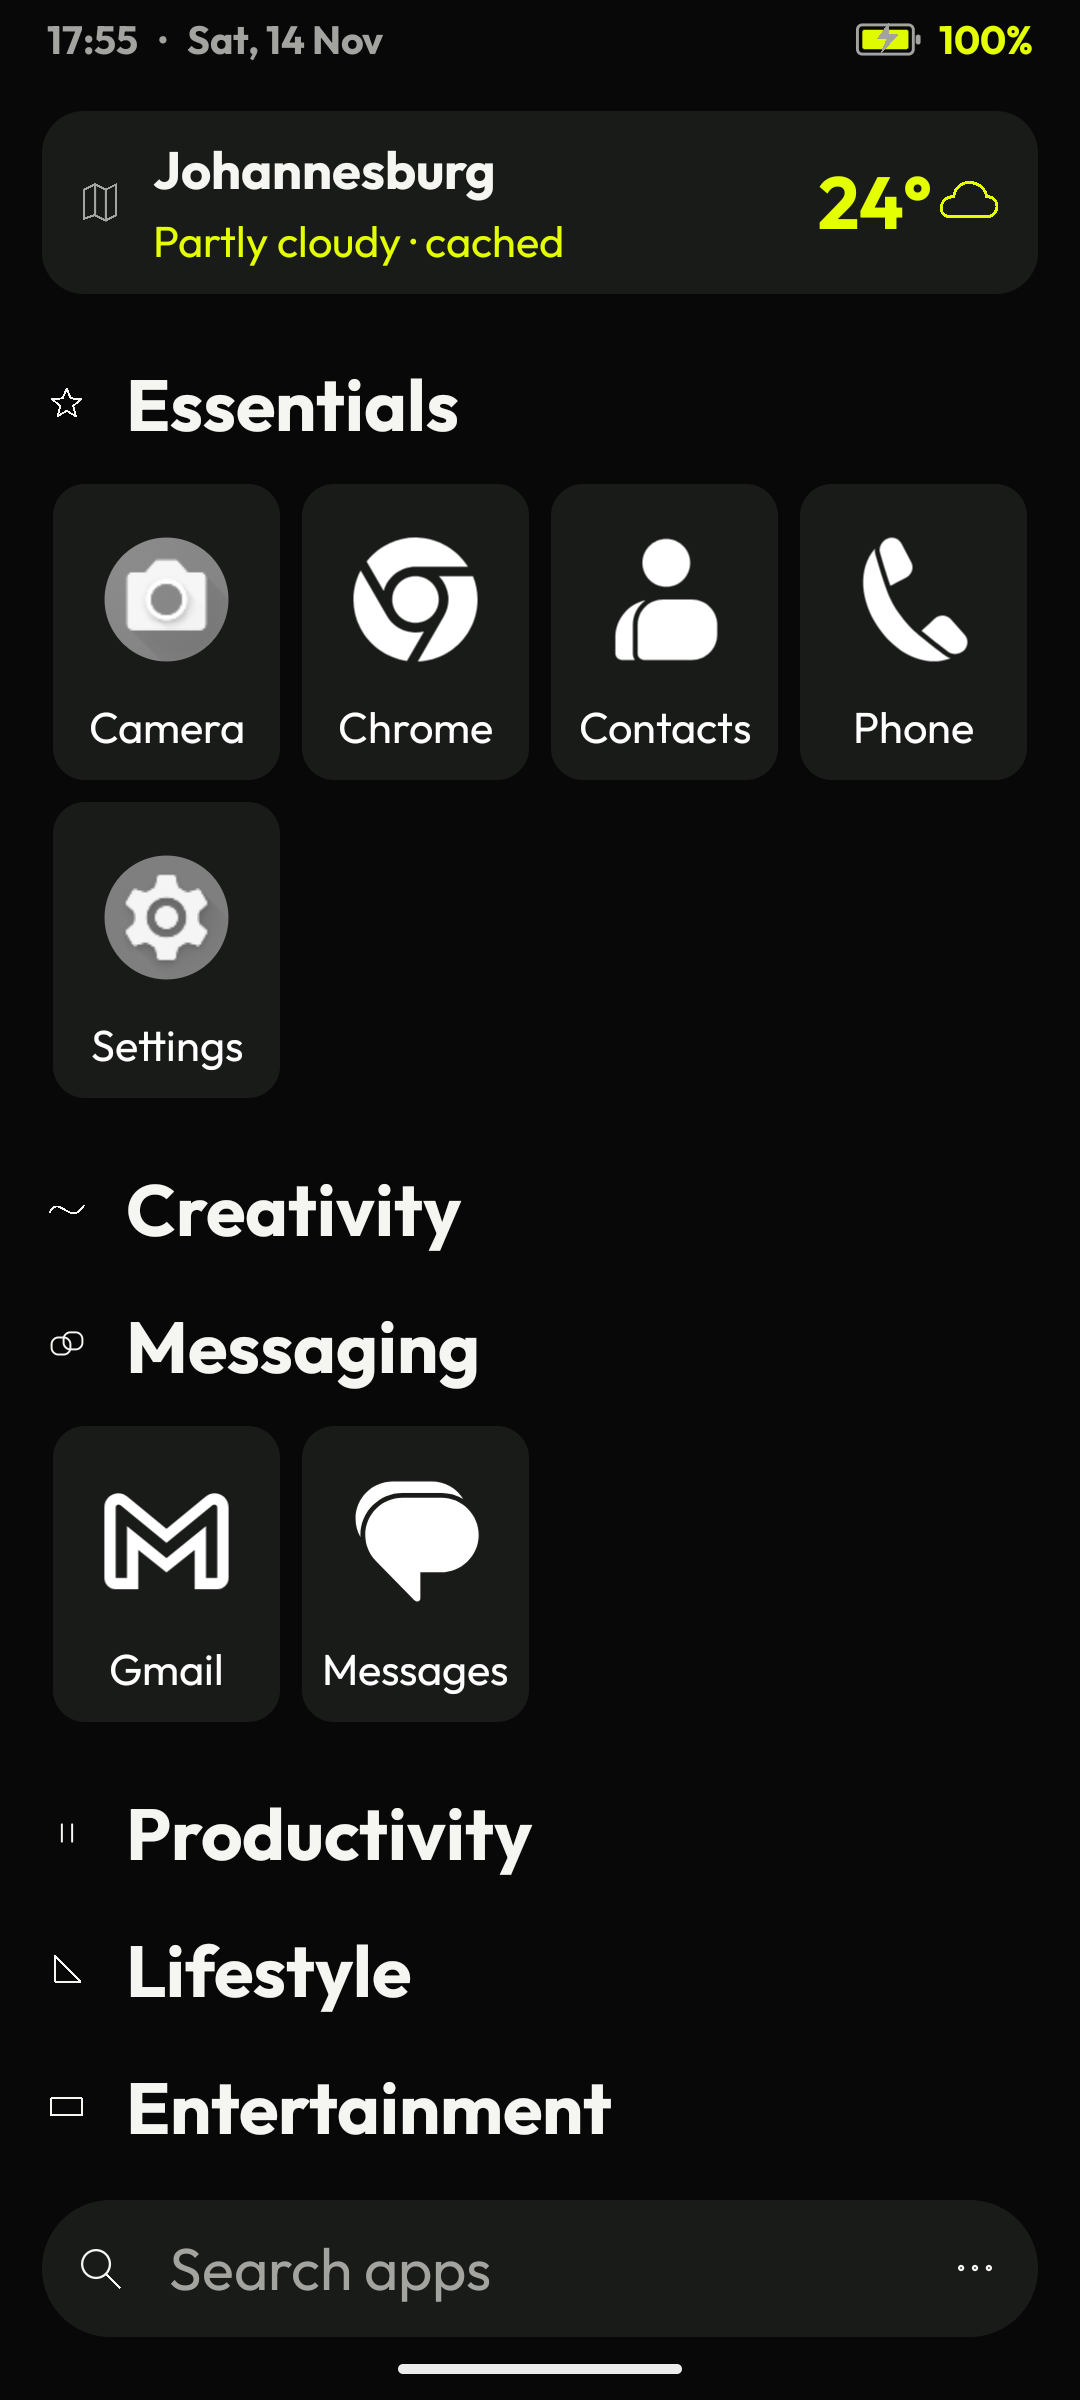 17:55 · Sat, 14 Nov
100%
Johannesburg
Partly cloudy · cached
24°
Essentials
Camera
Chrome
Contacts
Phone
Settings
Creativity
Messaging
Gmail
Messages
Productivity
Lifestyle
Entertainment
Search apps